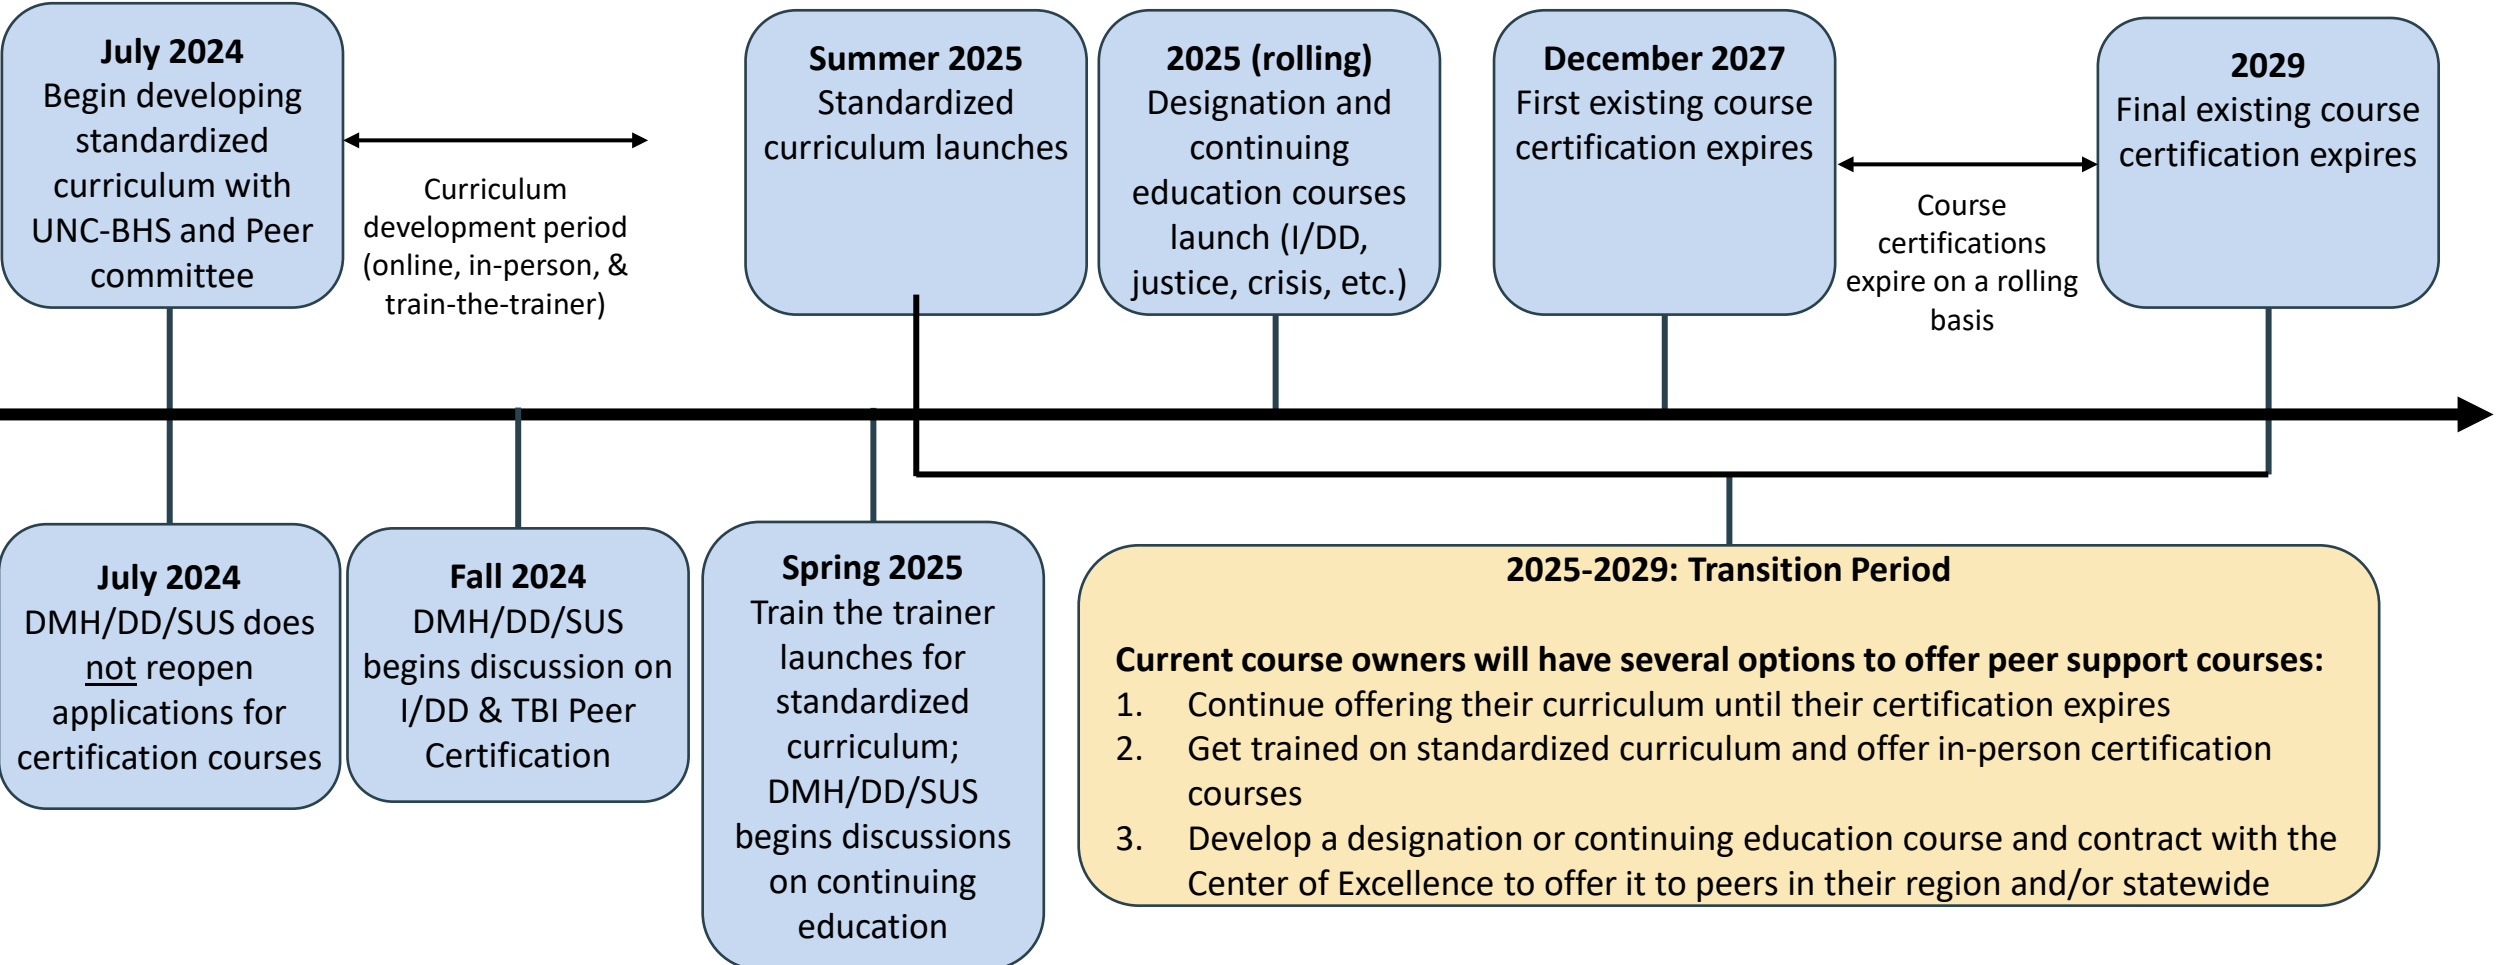 July 2024
Begin developing
standardized
curriculum with
UNC-BHS and Peer
committee
Curriculum
development period
(online, in-person, &
train-the-trainer)
Summer 2025
Standardized
curriculum launches
2025 (rolling)
Designation and
continuing
education courses
launch (I/DD,
justice, crisis, etc.)
December 2027
First existing course
certification expires
Course
certifications
expire on a rolling
basis
2029
Final existing course
certification expires
July 2024
DMH/DD/SUS does
not reopen
applications for
certification courses
Fall 2024
DMH/DD/SUS
begins discussion on
I/DD & TBI Peer
Certification
Spring 2025
Train the trainer
launches for
standardized
curriculum;
DMH/DD/SUS
begins discussions
on continuing
education
2025-2029: Transition Period
Current course owners will have several options to offer peer support courses:
1. Continue offering their curriculum until their certification expires
2. Get trained on standardized curriculum and offer in-person certification
courses
3. Develop a designation or continuing education course and contract with the
Center of Excellence to offer it to peers in their region and/or statewide